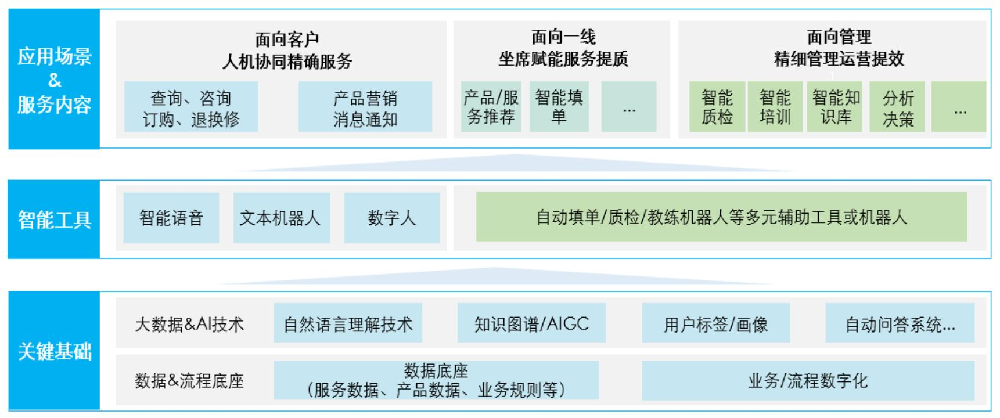 应用场景
&
服务内容
面向客户
人机协同精确服务
查询、咨询
订购、退换修
产品营销
消息通知
面向一线
坐席赋能服务提质
产品/服
务推荐
智能填
单
...
面向管理
精细管理运营提效
智能
质检
智能
培训
智能知
识库
分析
决策
...
智能工具
智能语音
文本机器人
数字人
自动填单/质检/教练机器人等多元辅助工具或机器人
关键基础
大数据&AI技术
自然语言理解技术
知识图谱/AIGC
用户标签/画像
自动问答系统...
数据&流程底座
数据底座
（服务数据、产品数据、业务规则等）
业务/流程数字化